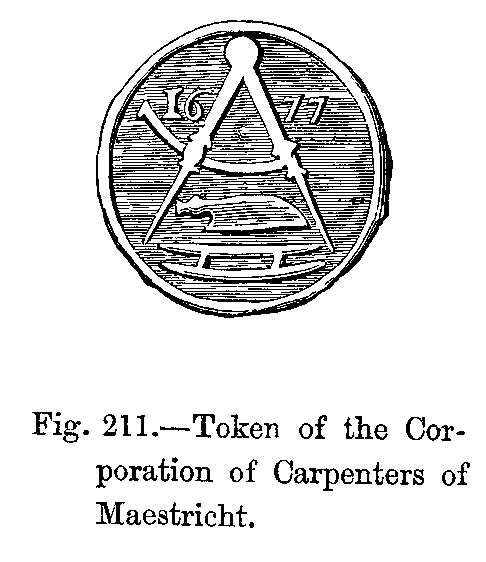 16 77
Fig. 211.—Token of the Cor-
poration of Carpenters of
Maestricht.